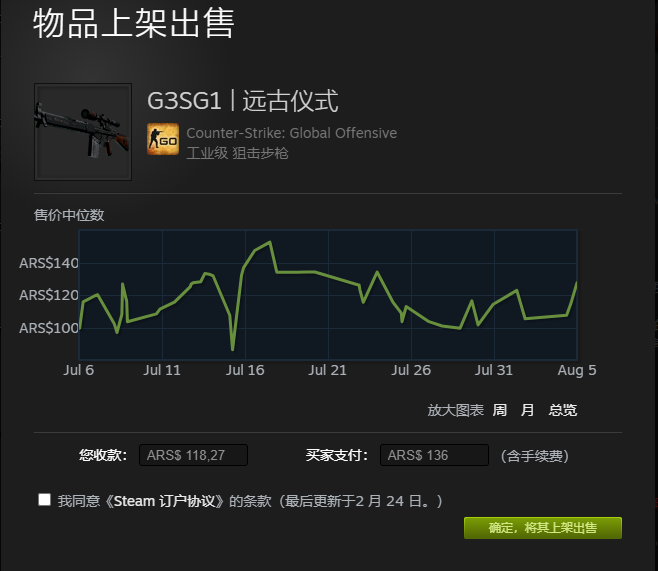 物品上架出售
G3SG1 | 远古仪式
GO
Counter-Strike: Global Offensive
工业级 狙击步枪
售价中位数
ARS$140
ARS$120
ARS$100
Jul 6 Jul 11 Jul 16 Jul 21 Jul 26 Jul 31 Aug 5
放大图表 周 月 总览
您收款： ARS$ 118,27 买家支付： ARS$ 136 (含手续费)
我同意《Steam 订户协议》的条款（最后更新于2 月 24 日。）
确定，将其上架出售